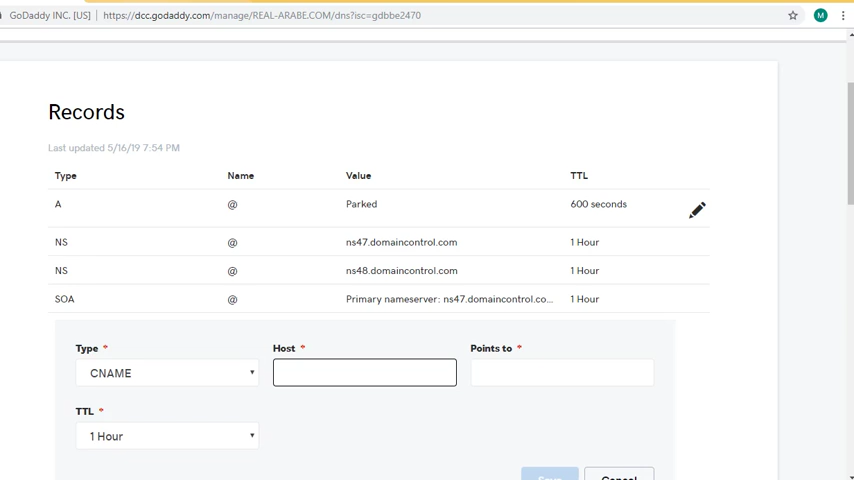 GoDaddy INC. [US] https://dcc.godaddy.com/manage/REAL-ARABE.COM/dns?isc=gdbbe2470
M
Records
Last updated 5/16/19 7:54 PM
Type Name Value TTL
A @ Parked 600 seconds
NS @ ns47.domaincontrol.com 1 Hour
NS @ ns48.domaincontrol.com 1 Hour
SOA @ Primary nameserver: ns47.domaincontrol.co... 1 Hour
Type * Host * Points to *
CNAME
TTL *
1 Hour
Save Cancel